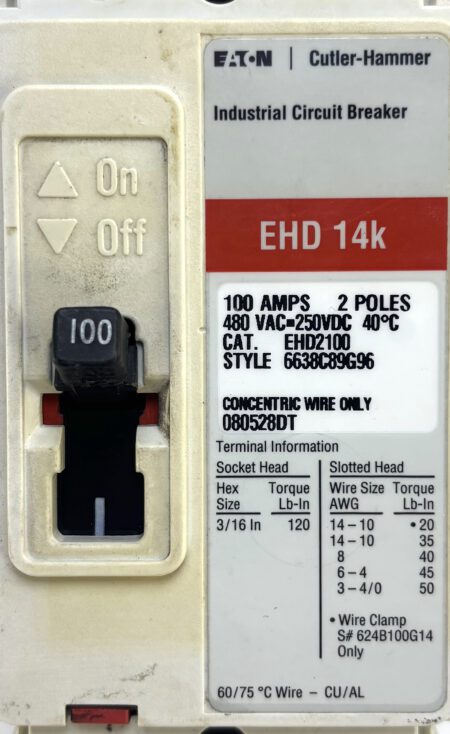 EATON | Cutler-Hammer
Industrial Circuit Breaker
On
Off
EHD 14k
100
100 AMPS 2 POLES
480 VAC=250VDC 40°C
CAT. EHD2100
STYLE 6638C89G96
CONCENTRIC WIRE ONLY
080528DT
Terminal Information
Socket Head
Hex Torque
Size Lb-In
3/16 In 120
Slotted Head
Wire Size Torque
AWG Lb-In
14-10 • 20
14-10 35
8 40
6-4 45
3-4/0 50
• Wire Clamp
S# 624B100G14
Only
60/75 °C Wire – CU/AL